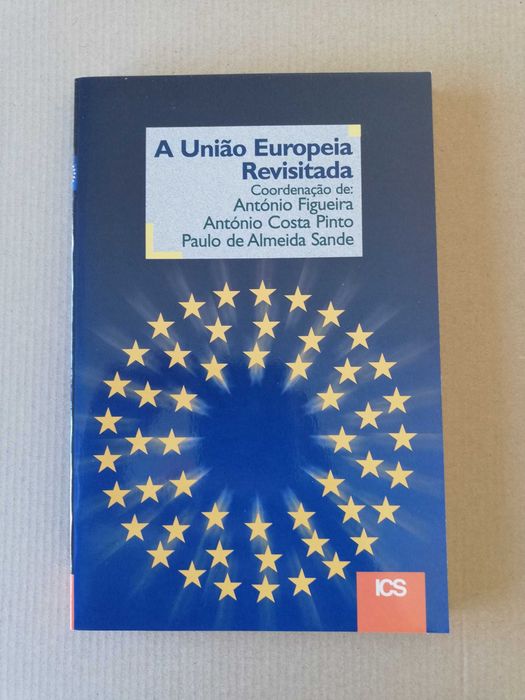 A União Europeia
Revisitada
Coordenação de:
António Figueira
António Costa Pinto
Paulo de Almeida Sande
ICS